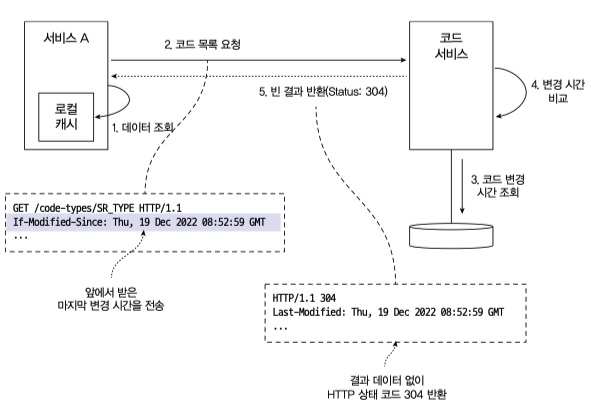 서비스 A
2. 코드 목록 요청
코드
서비스
5. 빈 결과 반환(Status: 304)
4. 변경 시간
비교
로컬
캐시
1. 데이터 조회
3. 코드 변경
시간 조회
GET /code-types/SR_TYPE HTTP/1.1
If-Modified-Since: Thu, 19 Dec 2022 08:52:59 GMT
...
앞에서 받은
마지막 변경 시간을 전송
HTTP/1.1 304
Last-Modified: Thu, 19 Dec 2022 08:52:59 GMT
...
결과 데이터 없이
HTTP 상태 코드 304 반환